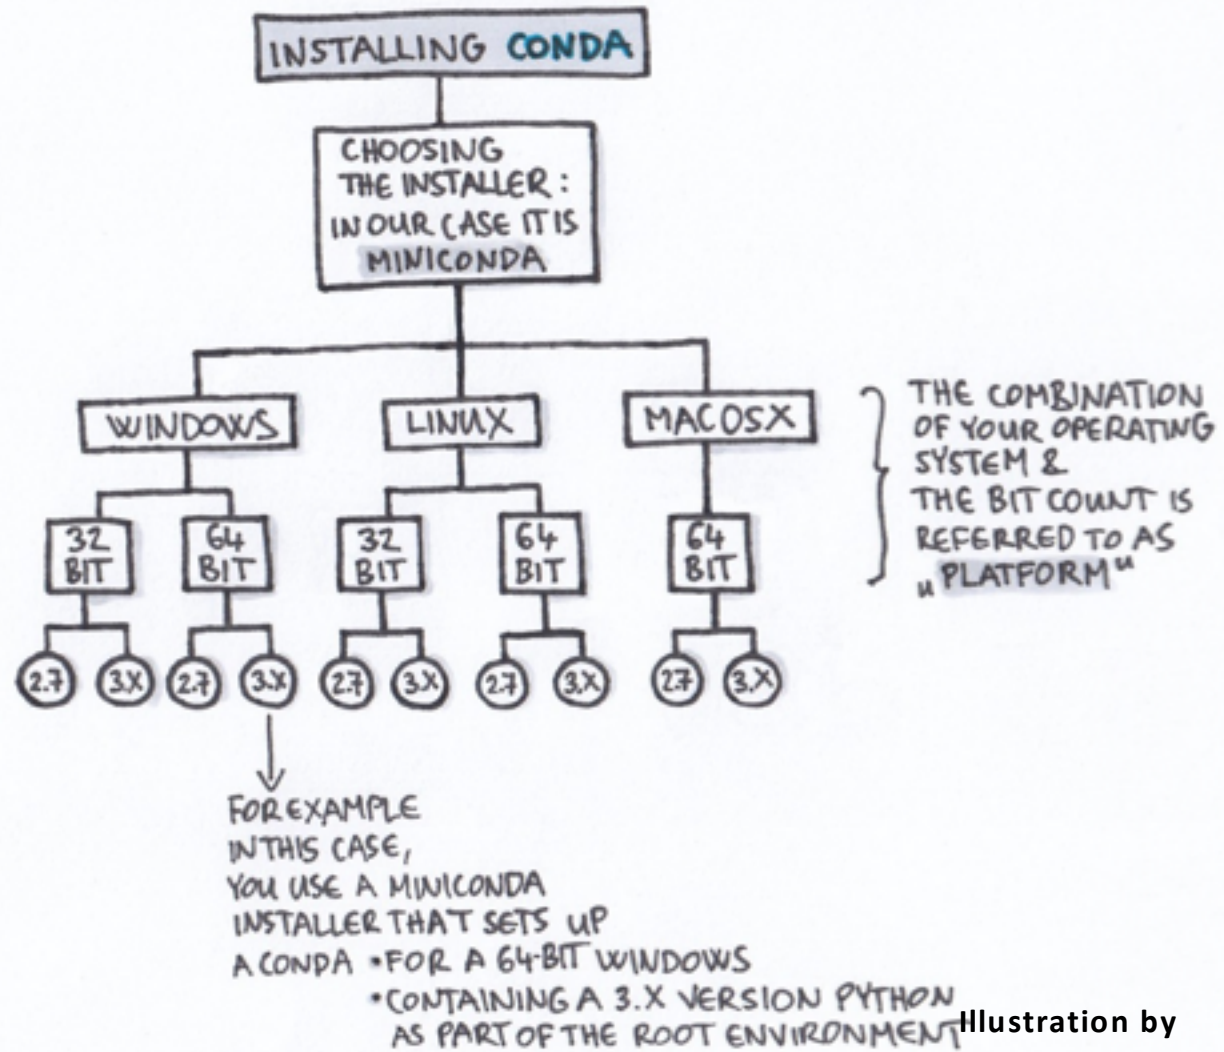 INSTALLING CONDA
CHOOSING
THE INSTALLER:
IN OUR CASE IT IS
MINICONDA
WINDOWS
LINUX
MACOSX
32
BIT
64
BIT
32
BIT
64
BIT
64
BIT
2.7
3.X
2.7
3.X
2.7
3.X
2.7
3.X
2.7
3.X
THE COMBINATION
OF YOUR OPERATING
SYSTEM &
THE BIT COUNT IS
REFERRED TO AS
„PLATFORM"
FOR EXAMPLE
IN THIS CASE,
YOU USE A MINICONDA
INSTALLER THAT SETS UP
A CONDA •FOR A 64-BIT WINDOWS
•CONTAINING A 3.X VERSION PYTHON
AS PART OF THE ROOT ENVIRONMENT
Illustration by